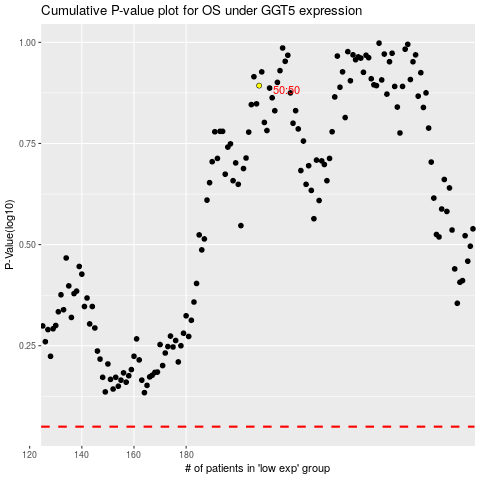 Cumulative P-value plot for OS under GGT5 expression
P-Value(log10)
1.00
0.75
0.50
0.25
50:50
120 140 160 180
# of patients in 'low exp' group